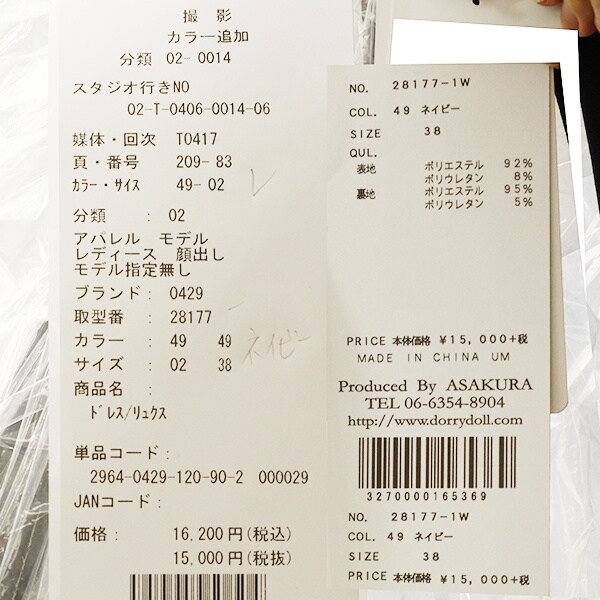 撮 影
カラー追加
分類 02-0014
スタジオ行きNO
02-T-0406-0014-06
媒体・回次 T0417
頁・番号 209-83
カラー・サイズ 49-02
分類 : 02
アパレル モデル
レディース 顔出し
モデル指定無し
ブランド: 0429
取型番 : 28177
カラー : 49 49
ネイビー
サイズ : 02 38
商品名 :
ドレス/リュクス
単品コード:
2964-0429-120-90-2 000029
JANコード:
価格: 16,200円(税込)
15,000円(税抜)
NO. 28177-1W
COL. 49 ネイビー
SIZE 38
QUL.
表地 ポリエステル 92%
ポリウレタン 8%
裏地 ポリエステル 95%
ポリウレタン 5%
PRICE 本体価格 ¥15,000+税
MADE IN CHINA UM
Produced By ASAKURA
TEL 06-6354-8904
http://www.dorrydoll.com
3270000165369
NO. 28177-1W
COL. 49 ネイビー
SIZE 38
PRICE 本体価格 ¥15,000+税